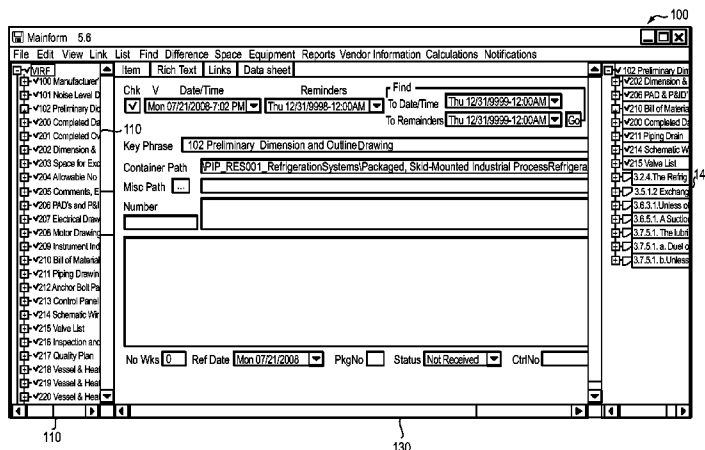 100
Mainform 5.6
File Edit View Link List Find Difference Space Equipment Reports Vendor Information Calculations Notifications
VIRF
100 Manufacturer'
101 Noise Level D
102 Preliminary Dic
200 Completed Da
201 Completed Ov
202 Dimension &
203 Space for Exc
204 Allowable No
205 Comments, E
206 PAD's and P&I
207 Electrical Draw
208 Motor Drawing
209 Instrument Ind
210 Bill of Material
211 Piping Drawin
212 Anchor Bolt Pa
213 Control Panel
214 Schematic Wir
215 Valve List
216 Inspection and
217 Quality Plan
218 Vessel & Heat
219 Vessel & Heat
220 Vessel & Heat
110
110
Item Rich Text Links Data sheet
Chk V Date/Time Reminders Find
Mon 07/21/2008-7:02 PM Thu 12/31/9998-12:00AM To Date/Time Thu 12/31/9999-12:00AM
To Remainders Thu 12/31/9999-12:00AM Go
Key Phrase 102 Preliminary Dimension and OutlineDrawing
Container Path \PIP_RES001_RefrigerationSystems\Packaged, Skid-Mounted Industrial ProcessRefrigera
Misc Path ...
Number
No Wks 0 Ref Date Mon 07/21/2008 PkgNo Status Not Received CtrlNo
130
102 Preliminary Dim
202 Dimension &
206 PAD & P&ID'
210 Bill of Materia
200 Completed Da
211 Piping Drain
214 Schematic W
215 Valve List
3.2.4.The Refrig
3.5.1.2 Exchang
3.6.3.1.Unless o
3.6.5.1. A Suctio
3.7.5.1. The lubri
3.7.5.1. a. Duel o
3.7.5.1. b.Unless
14